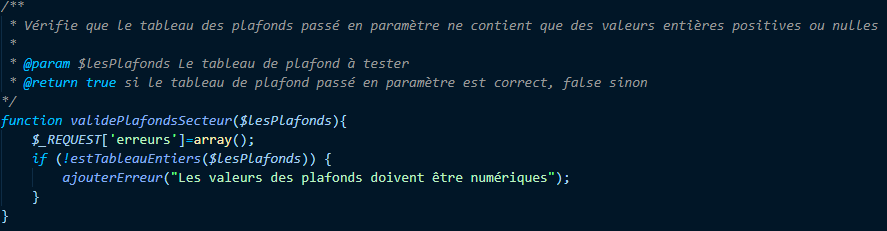 /**
 * Vérifie que le tableau des plafonds passé en paramètre ne contient que des valeurs entières positives ou nulles
 *
 * @param $lesPlafonds Le tableau de plafond à tester
 * @return true si le tableau de plafond passé en paramètre est correct, false sinon
*/
function validePlafondsSecteur($lesPlafonds){
    $_REQUEST['erreurs']=array();
    if (!estTableauEntiers($lesPlafonds)) {
        ajouterErreur("Les valeurs des plafonds doivent être numériques");
    }
}